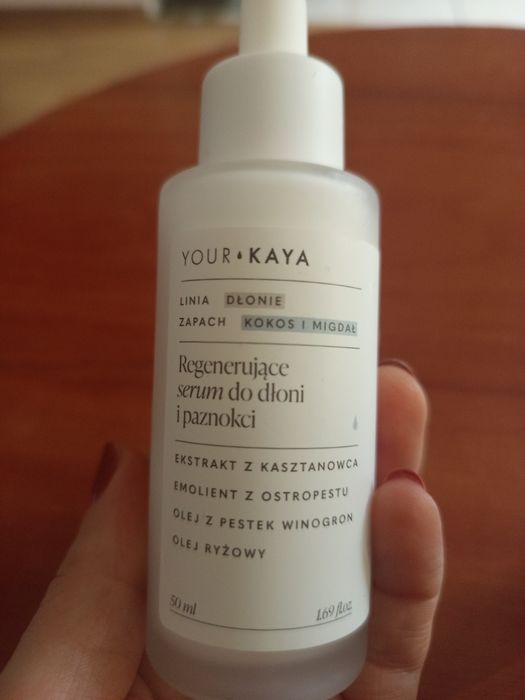 YOUR KAYA
LINIA DŁONIE
ZAPACH KOKOS I MIGDAŁ
Regenerujące
serum do dłoni
i paznokci
EKSTRAKT Z KASZTANOWCA
EMOLIENT Z OSTROPESTU
OLEJ Z PESTEK WINOGRON
OLEJ RYŻOWY
50 ml 1.69 fl.oz